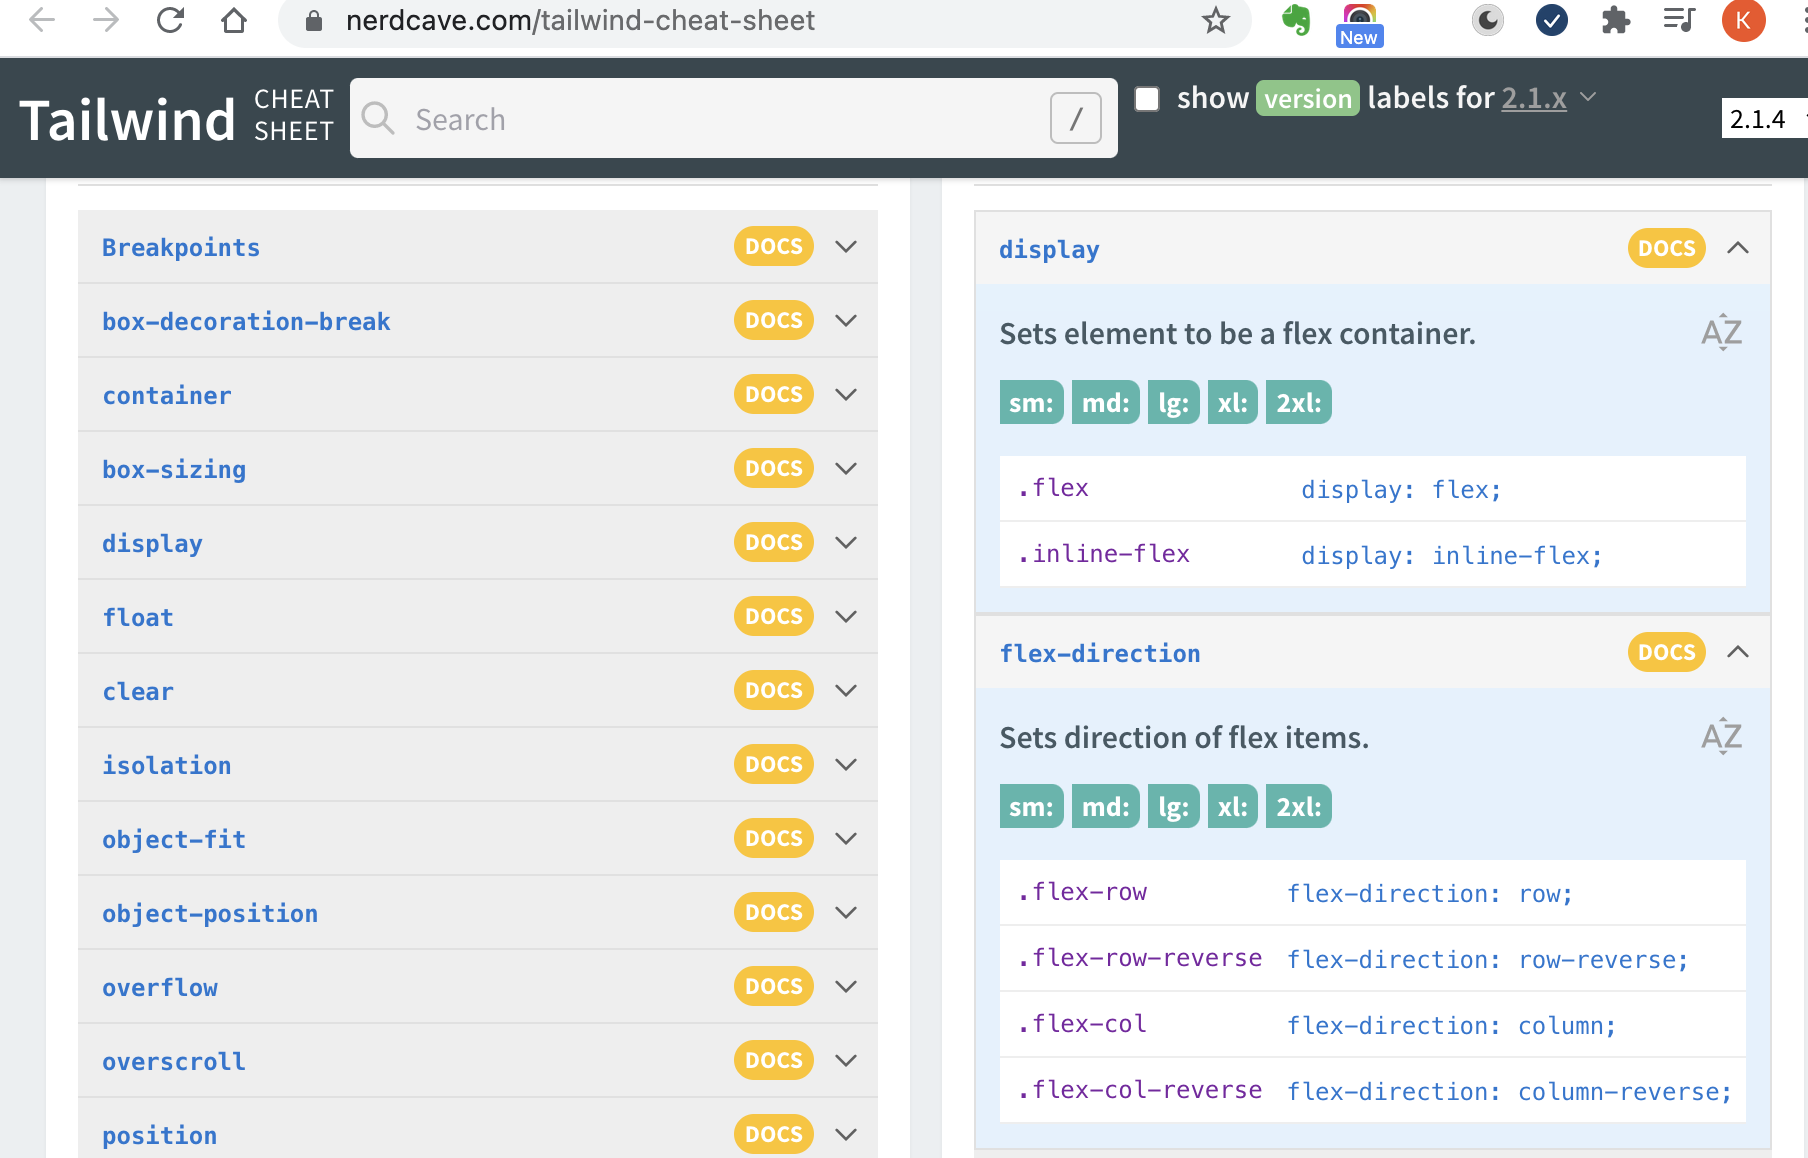 nerdcave.com/tailwind-cheat-sheet
New
K
Tailwind CHEAT SHEET
Search
/
show version labels for 2.1.x
2.1.4
Breakpoints DOCS
box-decoration-break DOCS
container DOCS
box-sizing DOCS
display DOCS
float DOCS
clear DOCS
isolation DOCS
object-fit DOCS
object-position DOCS
overflow DOCS
overscroll DOCS
position DOCS
display DOCS
Sets element to be a flex container. AZ
sm: md: lg: xl: 2xl:
.flex display: flex;
.inline-flex display: inline-flex;
flex-direction DOCS
Sets direction of flex items. AZ
sm: md: lg: xl: 2xl:
.flex-row flex-direction: row;
.flex-row-reverse flex-direction: row-reverse;
.flex-col flex-direction: column;
.flex-col-reverse flex-direction: column-reverse;